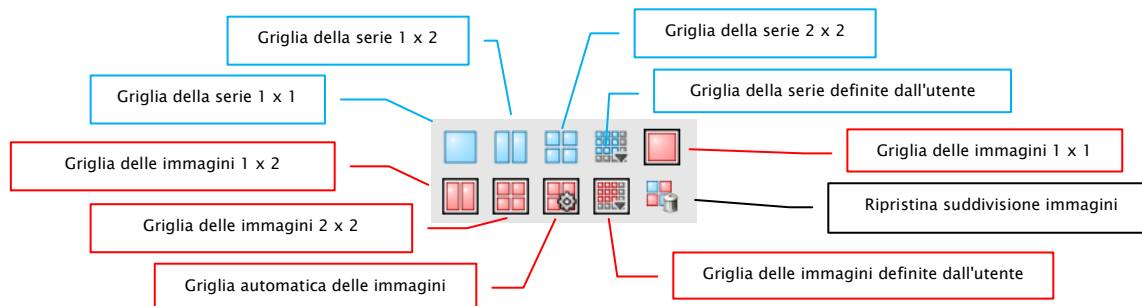 Griglia della serie 1 x 2
Griglia della serie 2 x 2
Griglia della serie 1 x 1
Griglia della serie definite dall'utente
Griglia delle immagini 1 x 2
Griglia delle immagini 1 x 1
Griglia delle immagini 2 x 2
Ripristina suddivisione immagini
Griglia automatica delle immagini
Griglia delle immagini definite dall'utente